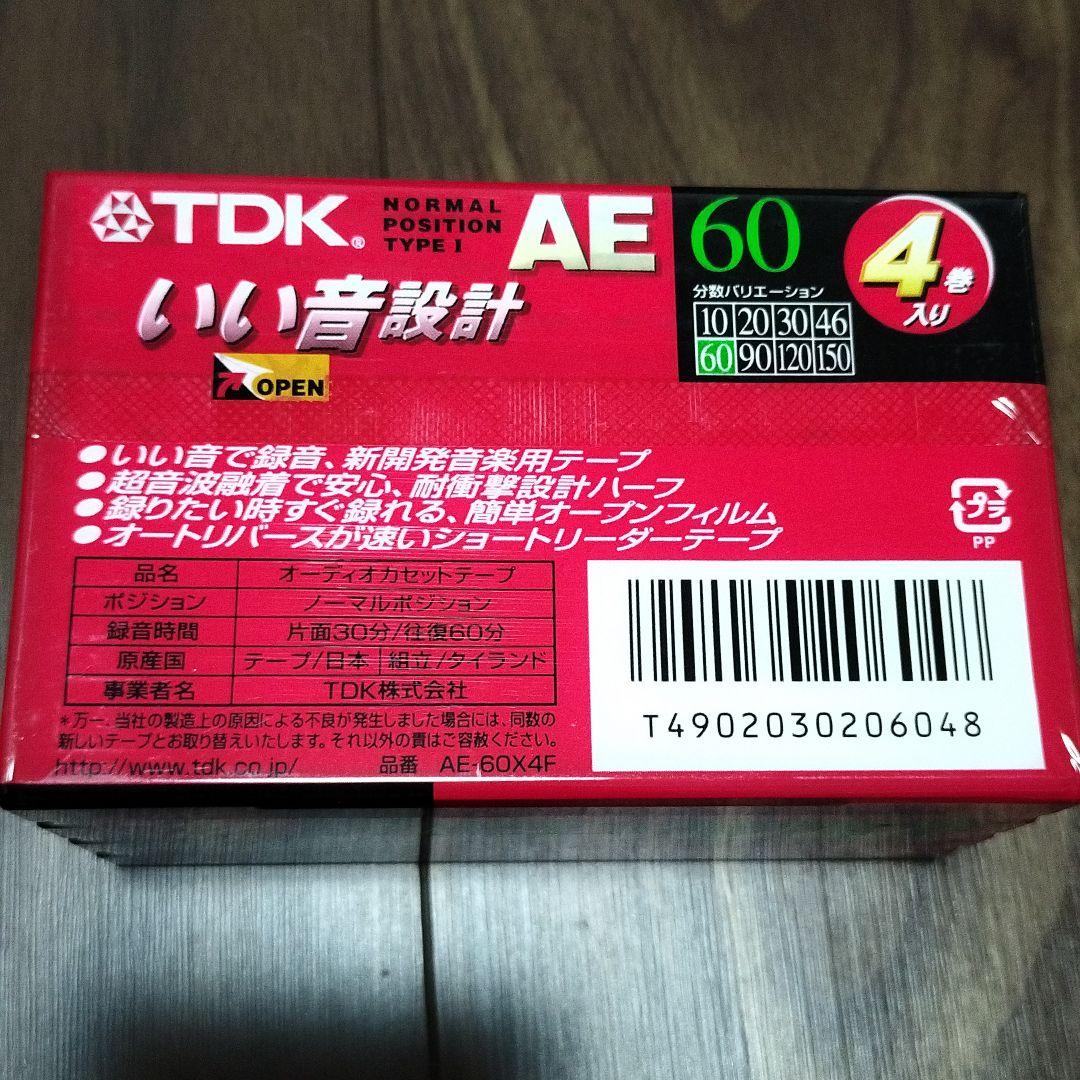 TDK®
NORMAL
POSITION
TYPE I
AE
60
4巻入り
いい音設計
分数バリエーション
10 20 30 46
60 90 120 150
OPEN
●いい音で録音、新開発音楽用テープ
●超音波融着で安心、耐衝撃設計ハーフ
●録りたい時すぐ録れる、簡単オープンフィルム
●オートリバースが速いショートリーダーテープ
プラ
PP
品名 オーディオカセットテープ
ポジション ノーマルポジション
録音時間 片面30分/往復60分
原産国 テープ/日本 組立/タイランド
事業者名 TDK株式会社
*万一、当社の製造上の原因による不良が発生しました場合には、同数の
新しいテープとお取り替えいたします。それ以外の責はご容赦ください。
http://www.tdk.co.jp/ 品番 AE-60X4F
T4902030206048